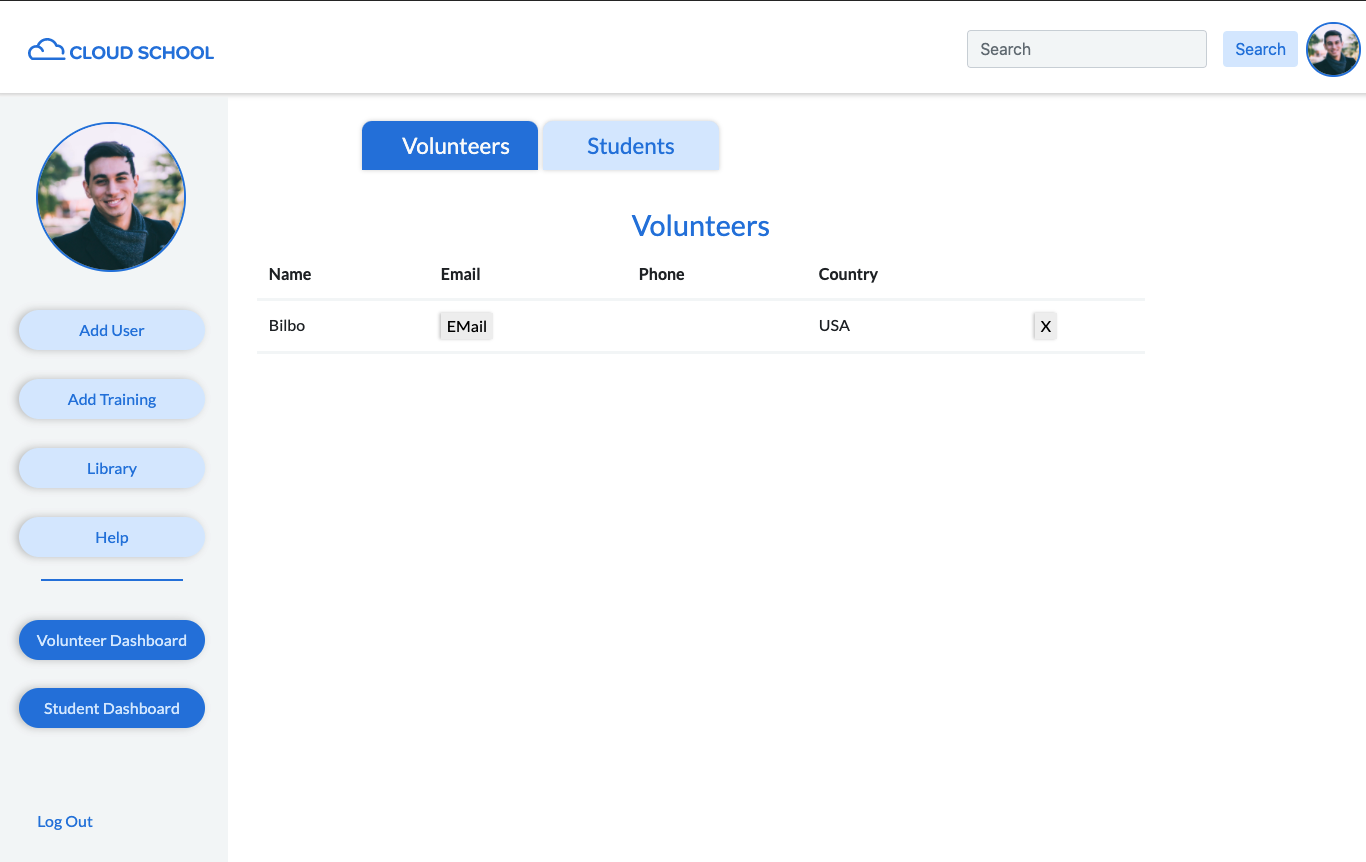 CLOUD SCHOOL
Search Search
Volunteers Students
Volunteers
Name Email Phone Country
Bilbo EMail USA X
Add User
Add Training
Library
Help
Volunteer Dashboard
Student Dashboard
Log Out